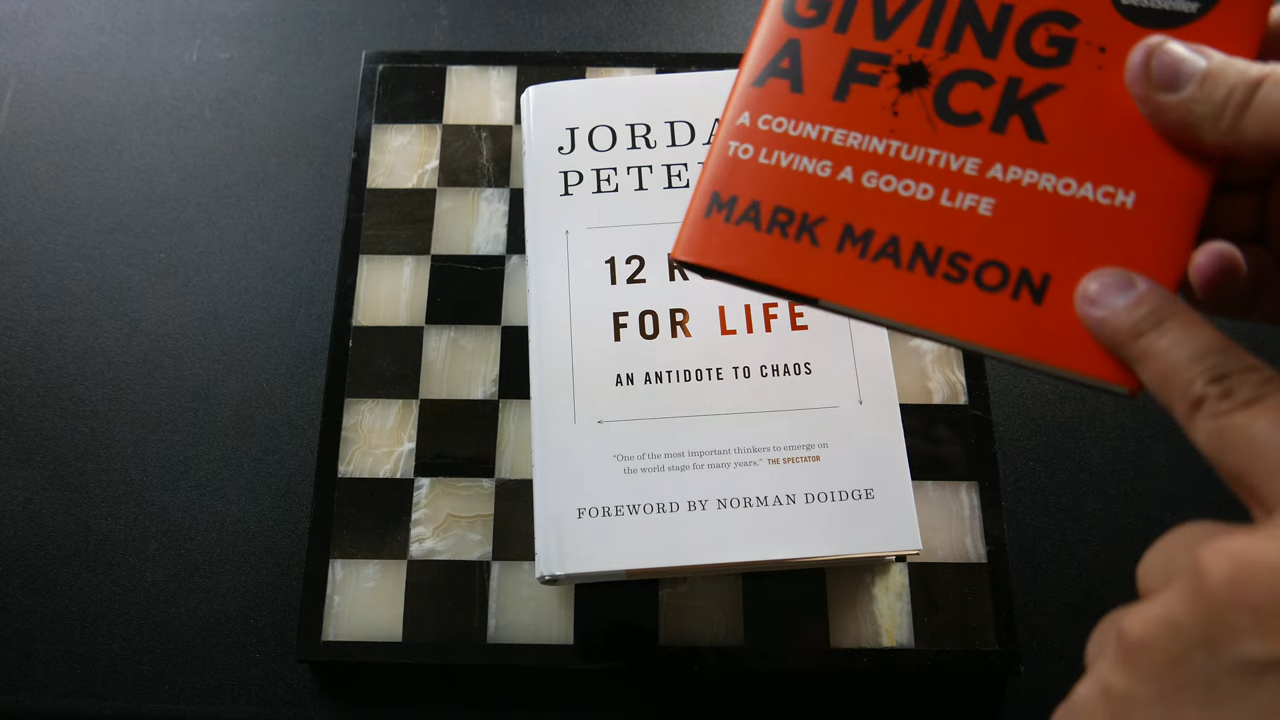 Bestseller
GIVING
A F*CK
A COUNTERINTUITIVE APPROACH
TO LIVING A GOOD LIFE
MARK MANSON
JORDA
PETE
12 R
FOR LIFE
AN ANTIDOTE TO CHAOS
"One of the most important thinkers to emerge on
the world stage for many years." THE SPECTATOR
FOREWORD BY NORMAN DOIDGE